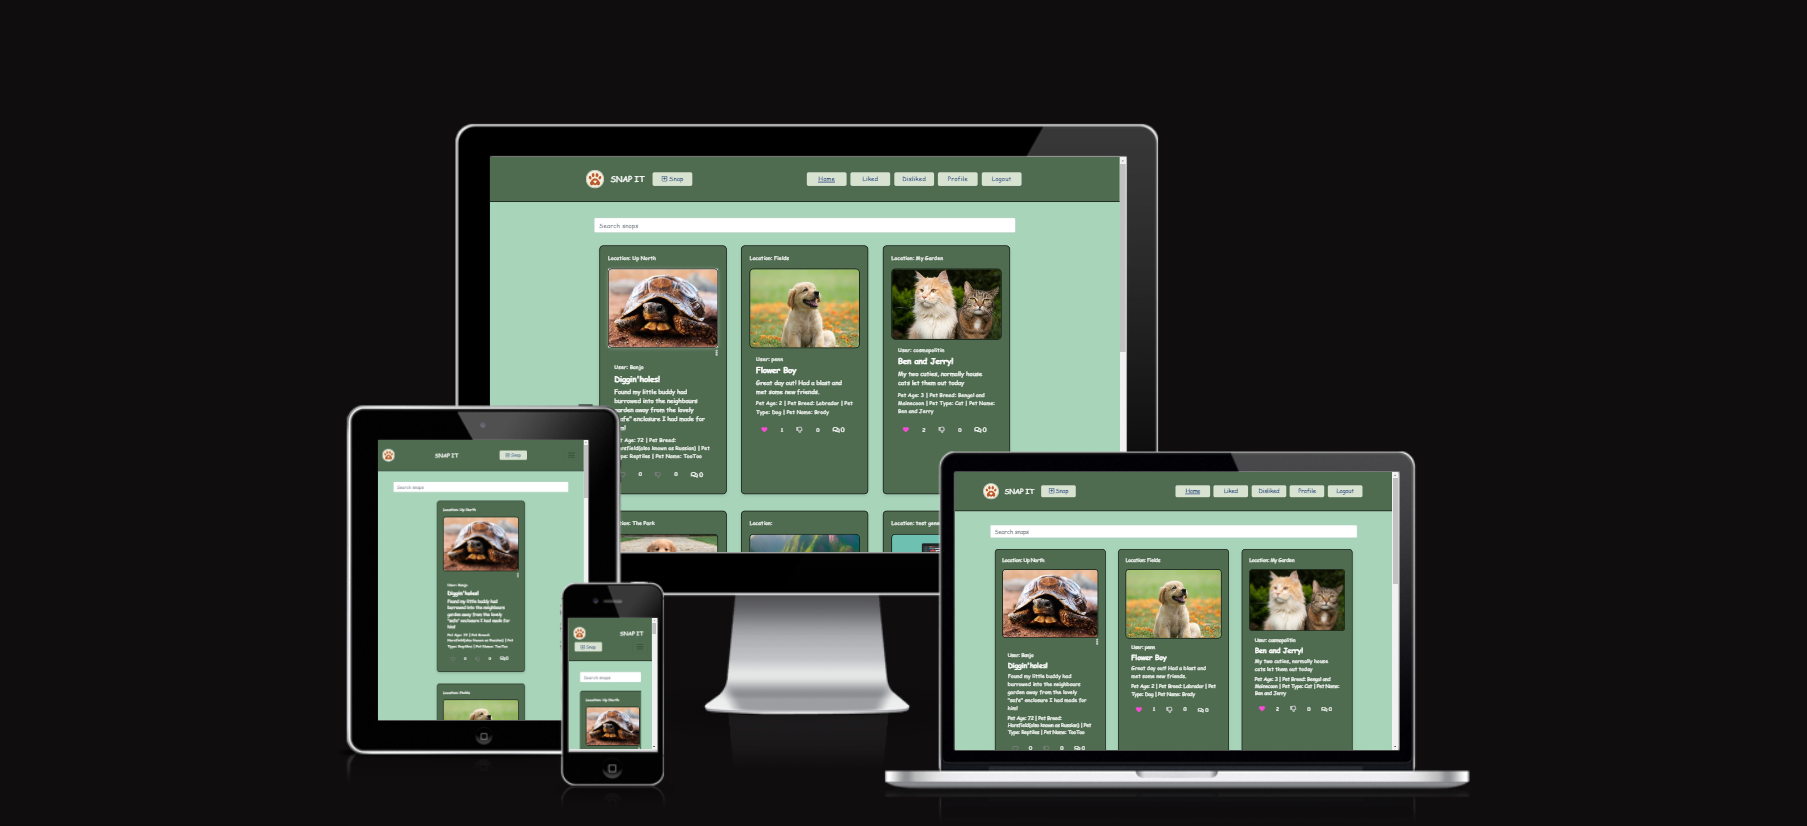 SNAP IT
Snap
Home
Liked
Disliked
Profile
Logout
Search snaps
Location: Up North
User: Banjo
Diggin'holes!
Found my little buddy had
burrowed into the neighbours
garden away from the lovely
"safe" enclosure I had made for
him!
Pet Age: 72 | Pet Breed:
Horsfield(also known as Russian) | Pet
Type: Reptiles | Pet Name: TooToo
0
0
0
Location: Fields
User: penn
Flower Boy
Great day out! Had a blast and
met some new friends.
Pet Age: 2 | Pet Breed: Labrador | Pet
Type: Dog | Pet Name: Brody
1
0
0
Location: My Garden
User: cosmopolitin
Ben and Jerry!
My two cuties, normally house
cats let them out today
Pet Age: 3 | Pet Breed: Bengal and
Mainecoon | Pet Type: Cat | Pet Name:
Ben and Jerry
2
0
0
Location: The Park
Location:
Location: test gene
SNAP IT
Snap
Search snaps
Location: Up North
User: Banjo
Diggin'holes!
Found my little buddy had
burrowed into the neighbours
garden away from the lovely
"safe" enclosure I had made for
him!
Pet Age: 72 | Pet Breed:
Horsfield(also known as Russian) | Pet
Type: Reptiles | Pet Name: TooToo
0
0
0
Location: Fields
SNAP IT
Snap
Search snaps
Location: Up North
SNAP IT
Snap
Home
Liked
Disliked
Profile
Logout
Search snaps
Location: Up North
User: Banjo
Diggin'holes!
Found my little buddy had
burrowed into the neighbours
garden away from the lovely
"safe" enclosure I had made for
him!
Pet Age: 72 | Pet Breed:
Horsfield(also known as Russian) | Pet
Type: Reptiles | Pet Name: TooToo
0
0
0
Location: Fields
User: penn
Flower Boy
Great day out! Had a blast and
met some new friends.
Pet Age: 2 | Pet Breed: Labrador | Pet
Type: Dog | Pet Name: Brody
1
0
0
Location: My Garden
User: cosmopolitin
Ben and Jerry!
My two cuties, normally house
cats let them out today
Pet Age: 3 | Pet Breed: Bengal and
Mainecoon | Pet Type: Cat | Pet Name:
Ben and Jerry
2
0
0